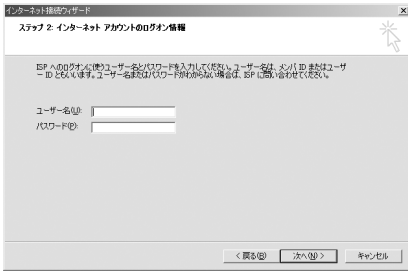 インターネット接続ウィザード
ステップ 2: インターネット アカウントのログオン情報
ISP へのログオンに使うユーザー名とパスワードを入力してください。ユーザー名は、メンバ ID またはユーザ
ー ID ともいいます。ユーザー名またはパスワードがわからない場合は、ISP に問い合わせてください。
ユーザー名(U):
パスワード(P):
< 戻る(B)
次へ(N) >
キャンセル